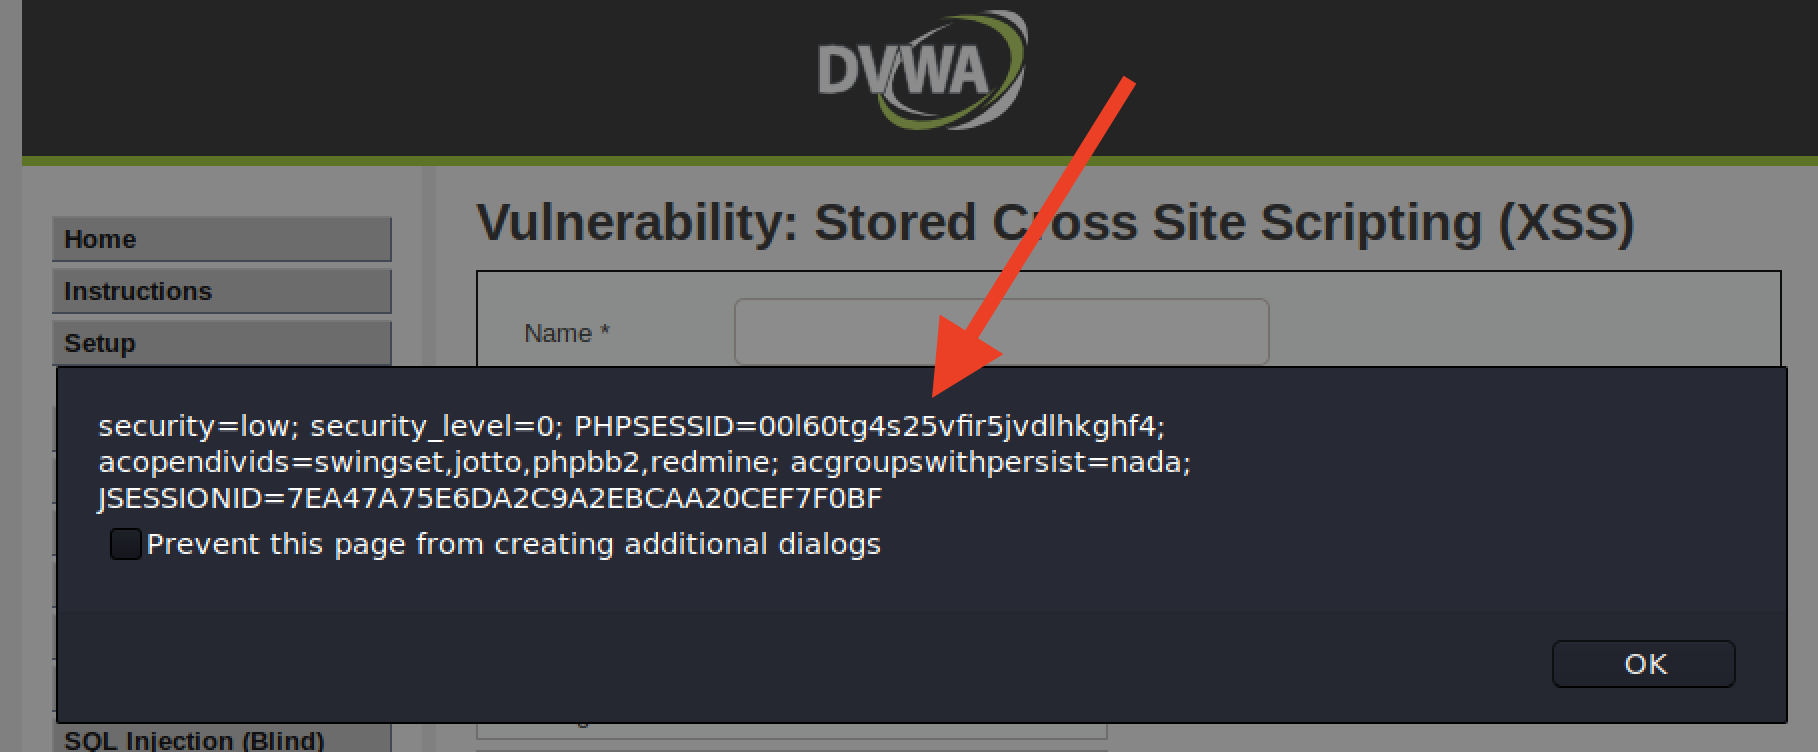 DVWA
Home
Instructions
Setup
Vulnerability: Stored Cross Site Scripting (XSS)
Name *
security=low; security_level=0; PHPSESSID=00l60tg4s25vfir5jvdlhkghf4;
acopendivids=swingset,jotto,phpbb2,redmine; acgroupswithpersist=nada;
JSESSIONID=7EA47A75E6DA2C9A2EBCAA20CEF7F0BF
Prevent this page from creating additional dialogs
OK
SQL Injection (Blind)